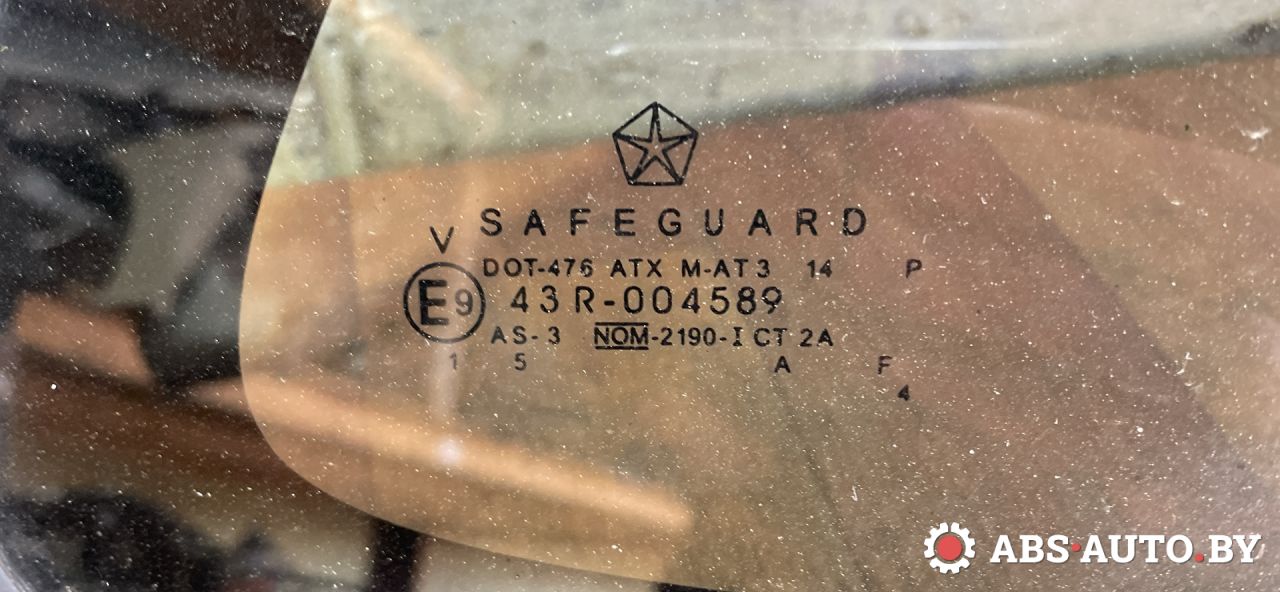 SAFEGUARD
V
DOT-476 ATX M-AT3 14 P
E9 43R-004589
AS-3 NOM-2190-I CT 2A
1 5 A F
4
ABS·AUTO.BY